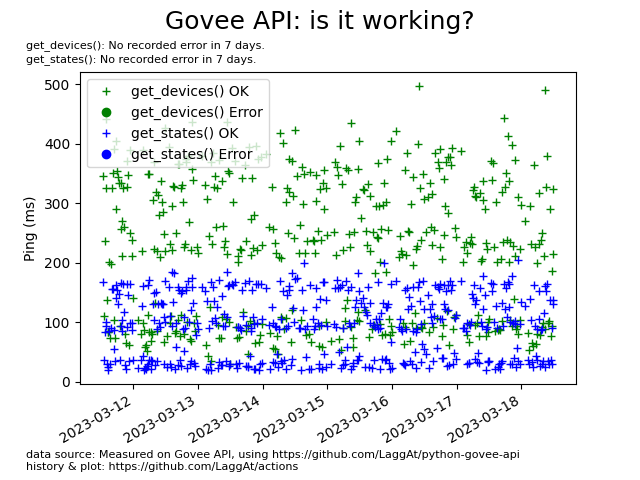 Govee API: is it working?
get_devices(): No recorded error in 7 days.
get_states(): No recorded error in 7 days.
get_devices() OK
get_devices() Error
get_states() OK
get_states() Error
Ping (ms)
500
400
300
200
100
0
2023-03-12
2023-03-13
2023-03-14
2023-03-15
2023-03-16
2023-03-17
2023-03-18
data source: Measured on Govee API, using https://github.com/LaggAt/python-govee-api
history & plot: https://github.com/LaggAt/actions